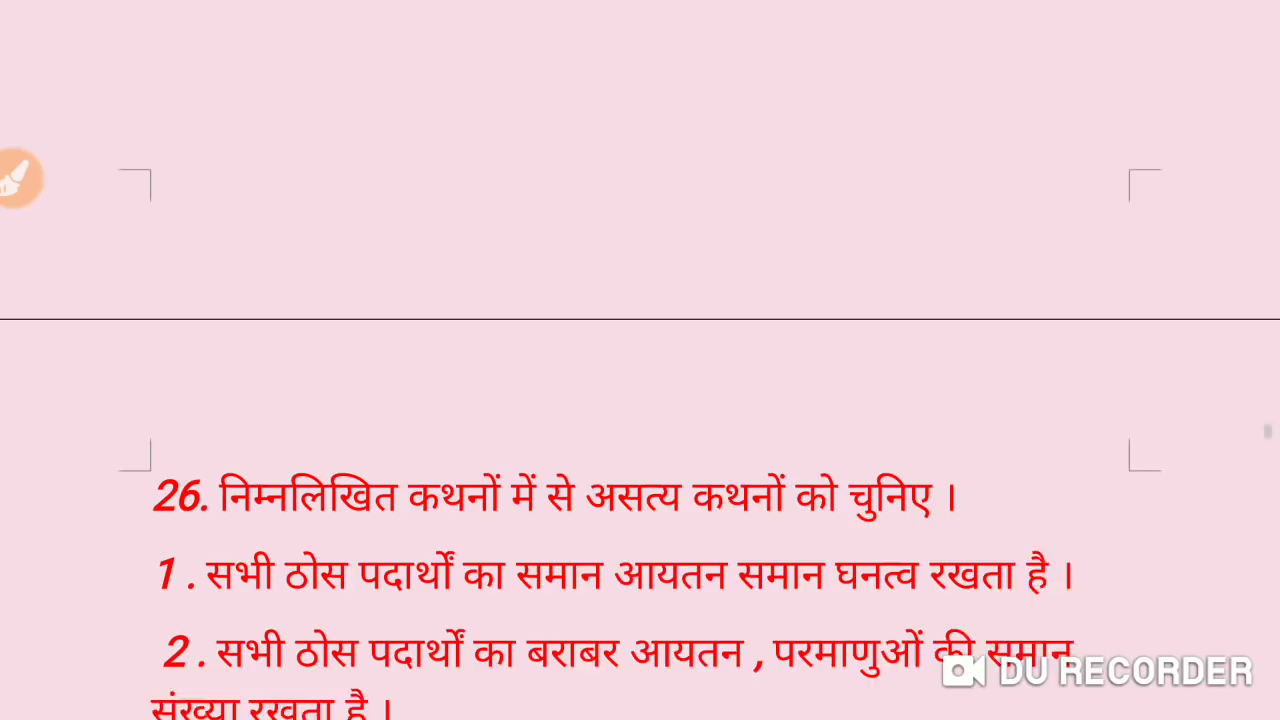 26. निम्नलिखित कथनों में से असत्य कथनों को चुनिए ।
1 . सभी ठोस पदार्थों का समान आयतन समान घनत्व रखता है ।
2 . सभी ठोस पदार्थों का बराबर आयतन , परमाणुओं की समान
DU RECORDER
संख्या रखता है ।